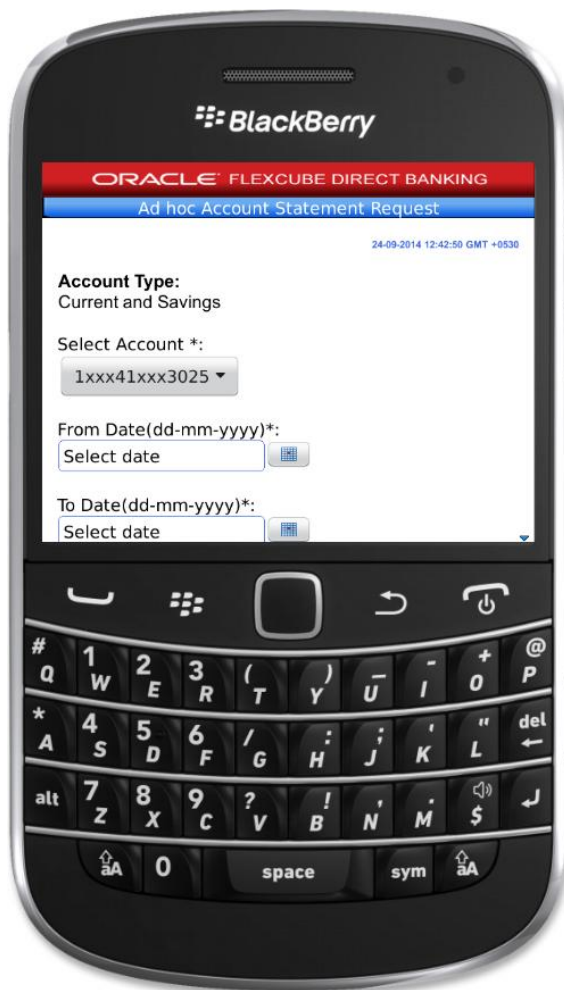 BlackBerry
ORACLE FLEXCUBE DIRECT BANKING
Ad hoc Account Statement Request
24-09-2014 12:42:50 GMT +0530
Account Type:
Current and Savings
Select Account *:
1xxx41xxx3025
From Date(dd-mm-yyyy)*:
Select date
To Date(dd-mm-yyyy)*:
Select date
# Q 1 W 2 E 3 R ( T ) Y _ U - I + O @ P
* A 4 S 5 D 6 F / G : H ; J ' K " L del
alt 7 Z 8 X 9 C ? V ! B , N . M $
aA 0 space sym aA